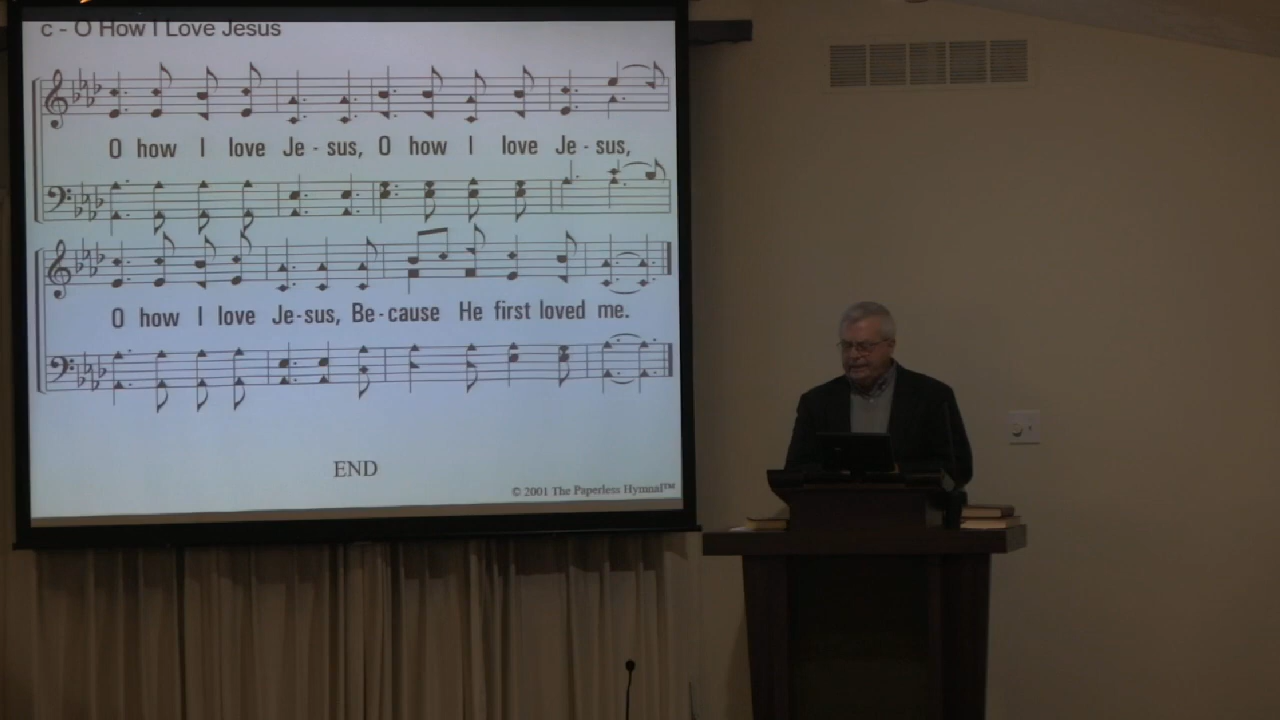 c - O How I Love Jesus
O how I love Je - sus, O how I love Je - sus,
O how I love Je - sus, Be - cause He first loved me.
END
© 2001 The Paperless Hymnal™